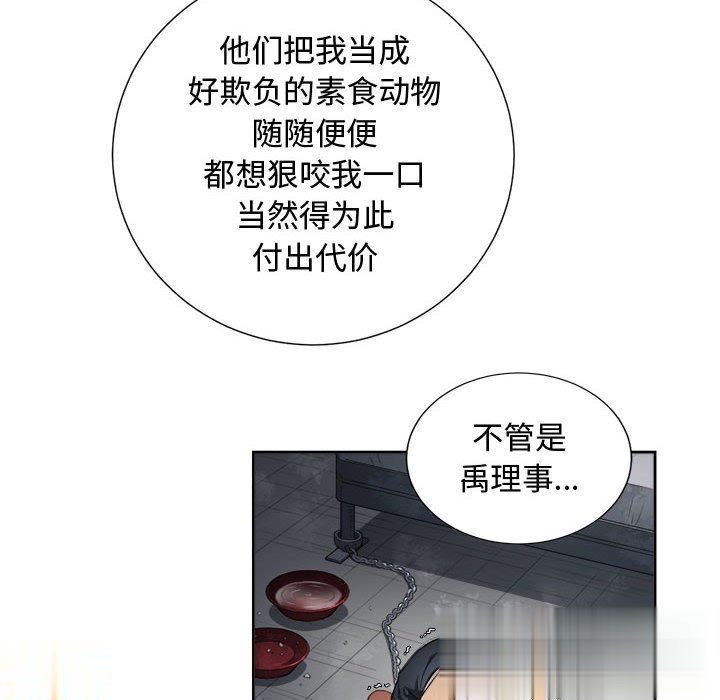 他们把我当成
好欺负的素食动物
随随便便
都想狠咬我一口
当然得为此
付出代价
不管是
禹理事...